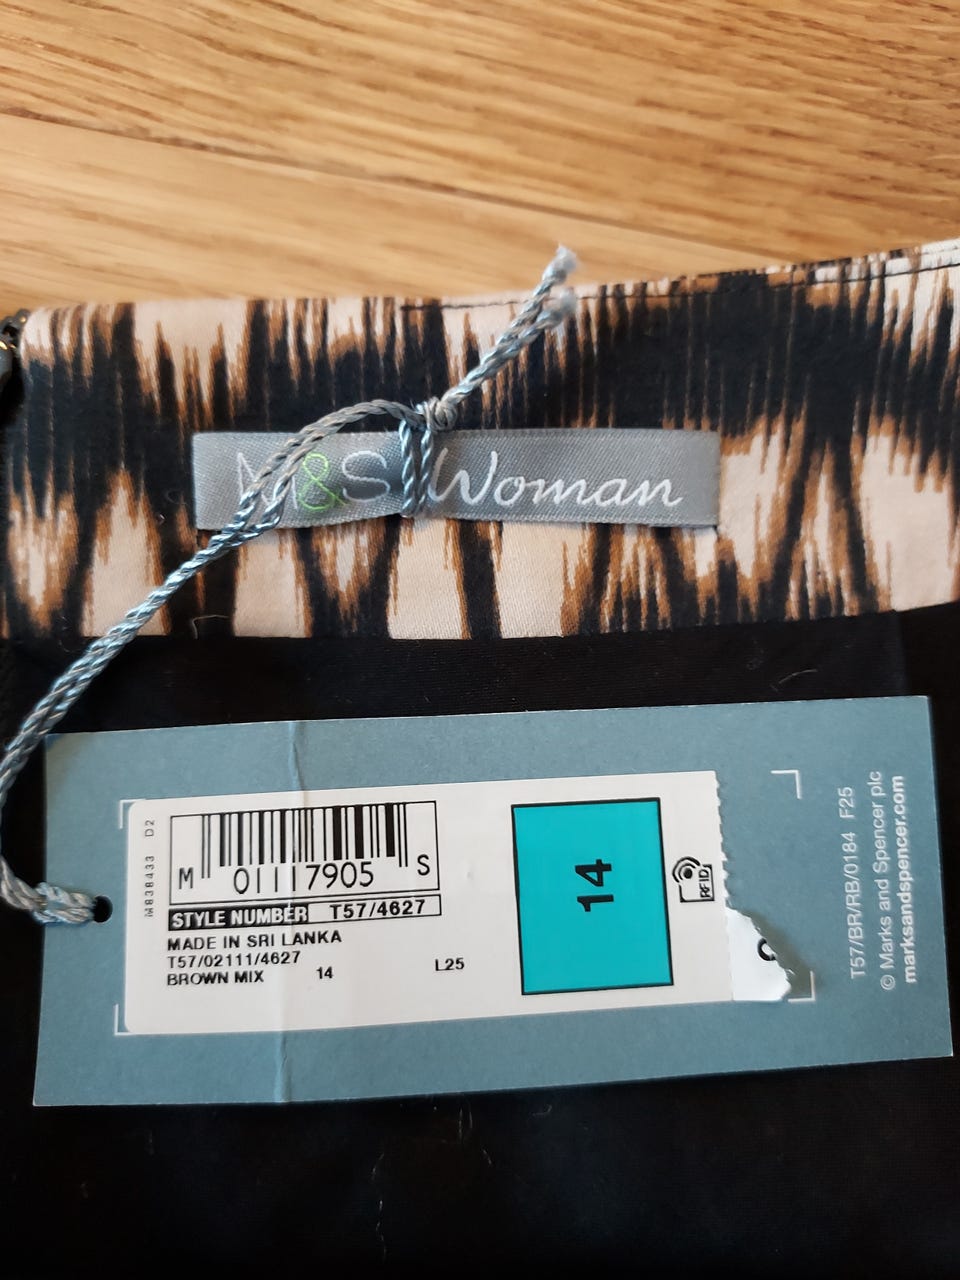 M&S Woman
M838433 D2
M 01117905 S
STYLE NUMBER T57/4627
MADE IN SRI LANKA
T57/02111/4627
BROWN MIX 14 L25
14
RFID
T57/BR/RB/0184 F25
© Marks and Spencer plc
marksandspencer.com